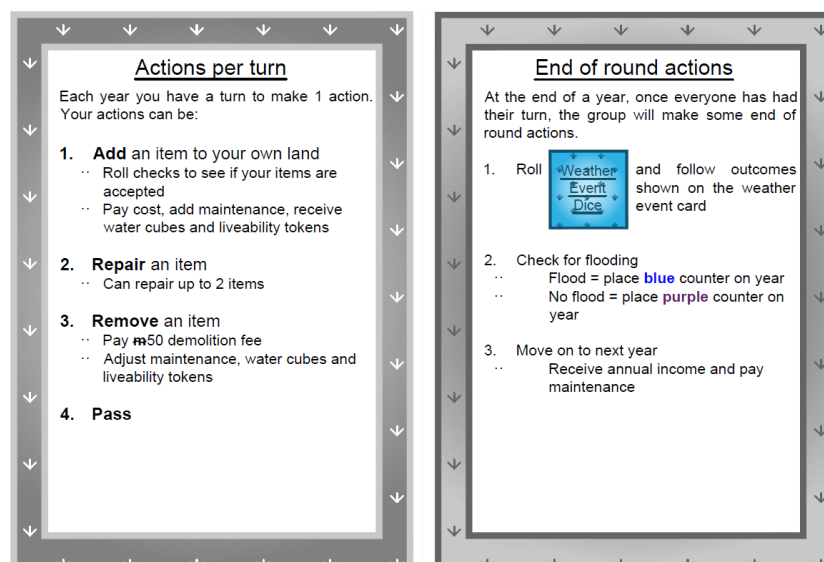 Actions per turn
Each year you have a turn to make 1 action.
Your actions can be:
1. Add an item to your own land
·· Roll checks to see if your items are
accepted
·· Pay cost, add maintenance, receive
water cubes and liveability tokens
2. Repair an item
·· Can repair up to 2 items
3. Remove an item
·· Pay m50 demolition fee
·· Adjust maintenance, water cubes and
liveability tokens
4. Pass
End of round actions
At the end of a year, once everyone has had
their turn, the group will make some end of
round actions.
1. Roll Weather Event Dice and follow outcomes
shown on the weather
event card
2. Check for flooding
·· Flood = place blue counter on year
·· No flood = place purple counter on
year
3. Move on to next year
·· Receive annual income and pay
maintenance